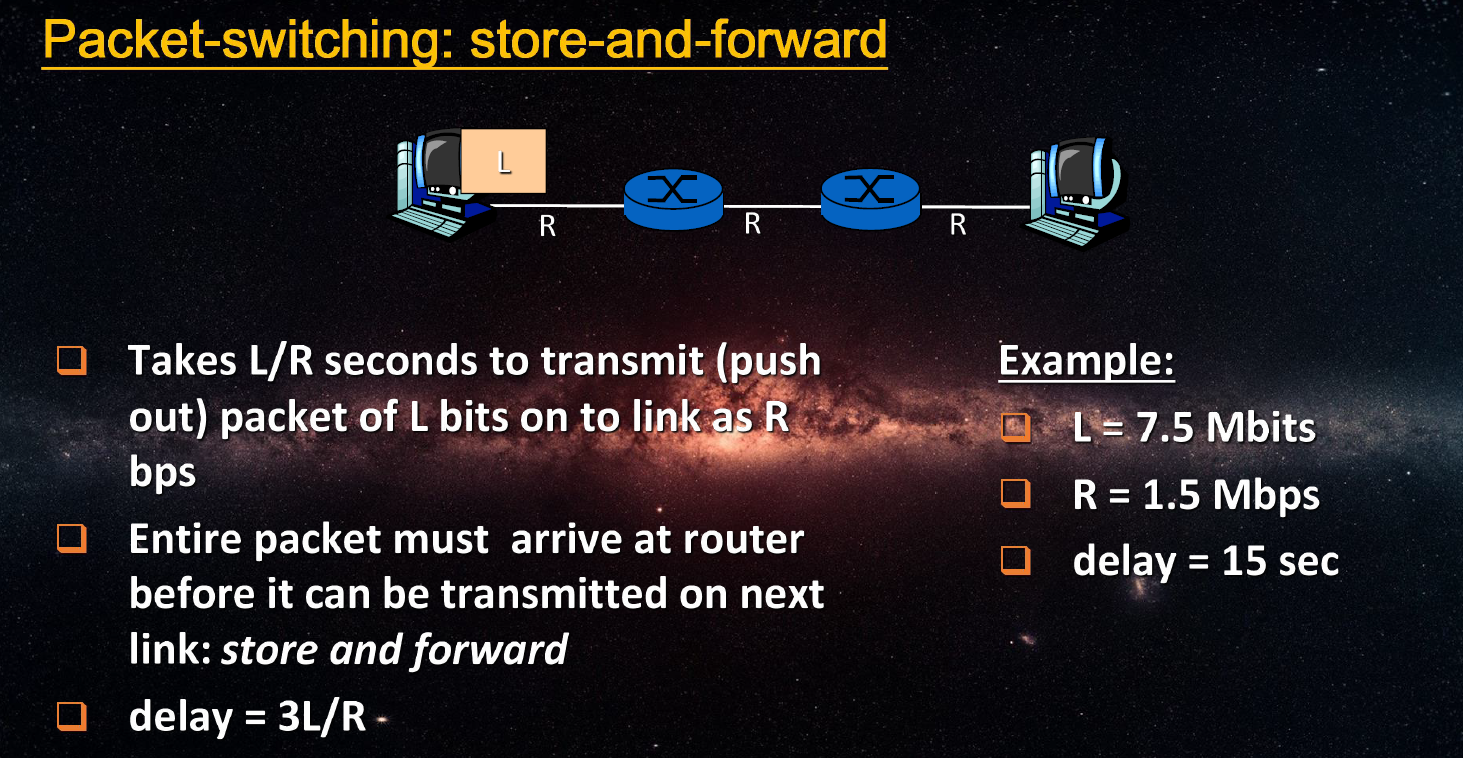 Packet-switching: store-and-forward
L
R
R
R
Takes L/R seconds to transmit (push
out) packet of L bits on to link as R
bps
Entire packet must  arrive at router
before it can be transmitted on next
link: store and forward
delay = 3L/R
Example:
L = 7.5 Mbits
R = 1.5 Mbps
delay = 15 sec